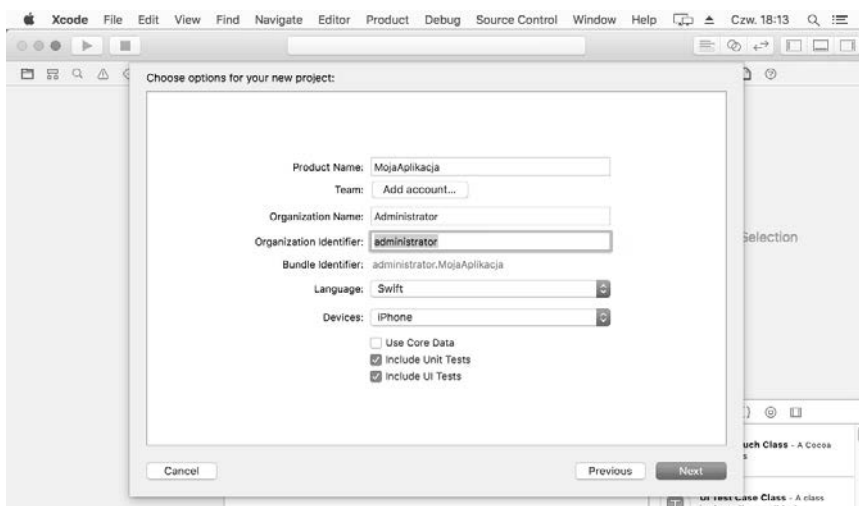 Xcode File Edit View Find Navigate Editor Product Debug Source Control Window Help Czw. 18:13
Choose options for your new project:
Product Name: MojaAplikacja
Team: Add account...
Organization Name: Administrator
Organization Identifier: administrator
Selection
Bundle Identifier: administrator.MojaAplikacja
Language: Swift
Devices: iPhone
Use Core Data
Include Unit Tests
Include UI Tests
uch Class - A Cocoa
s
Cancel Previous Next
UI Test Case Class - A class